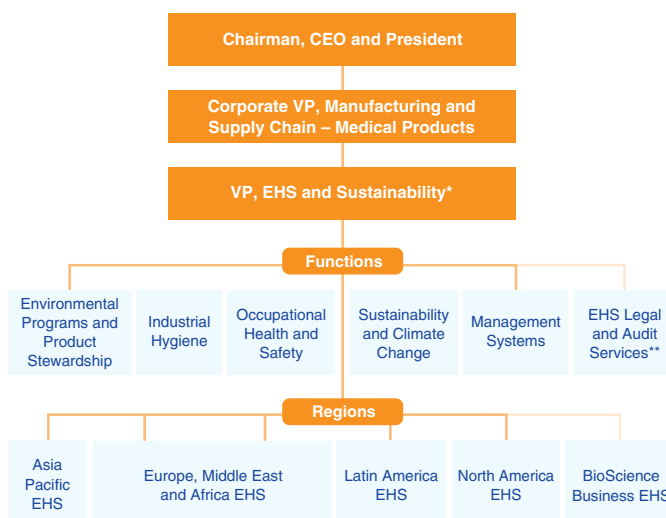 Chairman, CEO and President
Corporate VP, Manufacturing and
Supply Chain – Medical Products
VP, EHS and Sustainability*
Functions
Environmental
Programs and
Product
Stewardship
Industrial
Hygiene
Occupational
Health and
Safety
Sustainability
and Climate
Change
Management
Systems
EHS Legal
and Audit
Services**
Regions
Asia
Pacific
EHS
Europe, Middle East
and Africa EHS
Latin America
EHS
North America
EHS
BioScience
Business EHS